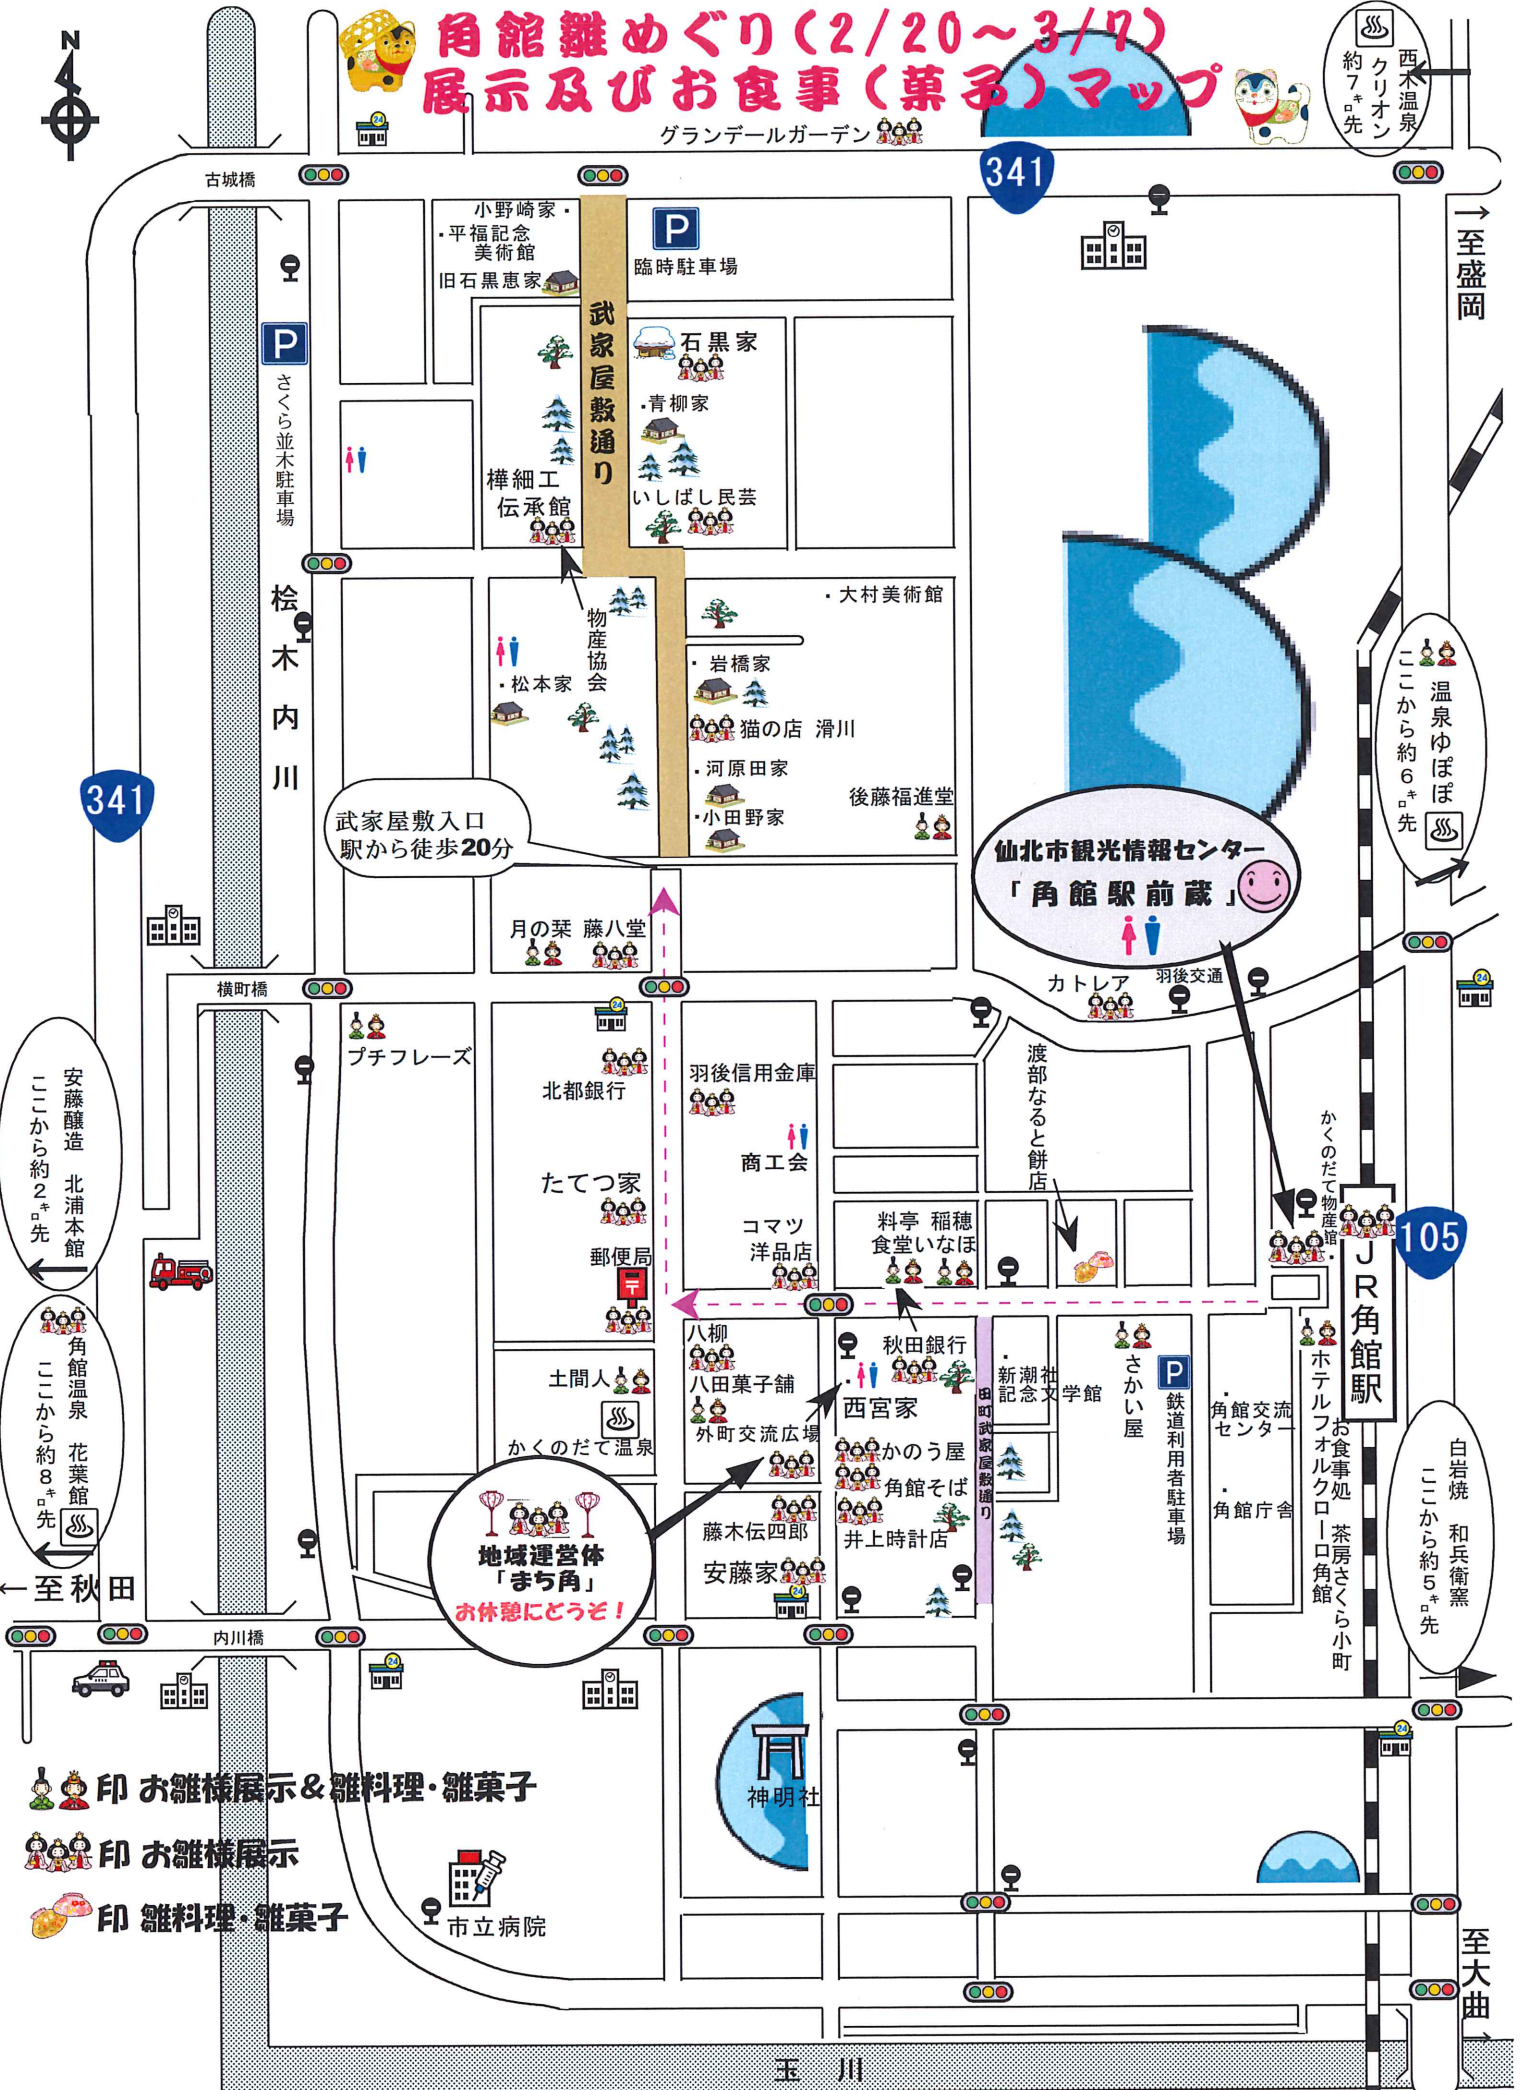 角館雛めぐり(2/20～3/7)
展示及びお食事(菓子)マップ
N
西木温泉
クリオン
約7㌔先
グランデールガーデン
古城橋
341
→至盛岡
小野崎家・
・平福記念
美術館
旧石黒恵家
P
臨時駐車場
武家屋敷通り
P
さくら並木駐車場
石黒家
・青柳家
樺細工
伝承館
いしばし民芸
桧木内川
物産協会
・大村美術館
・松本家
・岩橋家
猫の店 滑川
・河原田家
・小田野家
後藤福進堂
温泉ゆぽぽ
ここから約6㌔先
341
武家屋敷入口
駅から徒歩20分
仙北市観光情報センター
「角館駅前蔵」
月の栞 藤八堂
横町橋
カトレア
羽後交通
プチフレーズ
24
北都銀行
羽後信用金庫
商工会
渡部なると餅店
安藤醸造 北浦本館
ここから約2㌔先
たてつ家
コマツ
洋品店
料亭 稲穂
食堂いなほ
かくのだて物産館
郵便局
〒
105
JR角館駅
角館温泉 花葉館
ここから約8㌔先
八柳
八田菓子舗
外町交流広場
秋田銀行
西宮家
・新潮社
記念文学館
田町武家屋敷通り
さかい屋
P
鉄道利用者駐車場
・角館交流
センター
・角館庁舎
ホテルフォルクローロ角館
お食事処 茶房さくら小町
土間人
かくのだて温泉
かのう屋
角館そば
井上時計店
藤木伝四郎
安藤家
24
地域運営体
「まち角」
お休憩にどうぞ！
白岩焼 和兵衛窯
ここから約5㌔先
←至秋田
内川橋
24
24
神明社
印 お雛様展示＆雛料理・雛菓子
印 お雛様展示
印 雛料理・雛菓子
市立病院
至大曲→
玉川